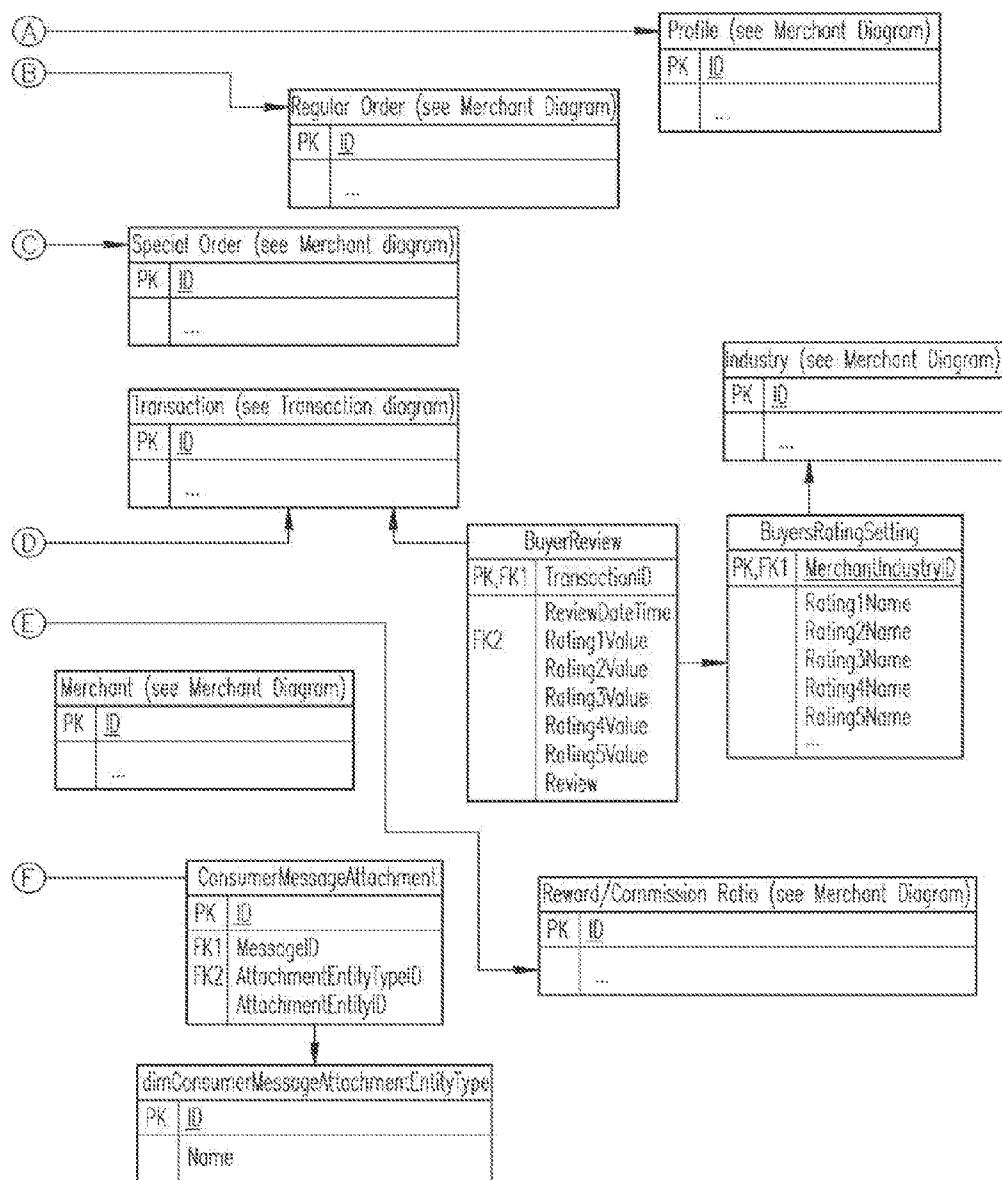 A
Profile (see Merchant Diagram)
PK ID
...
B
Regular Order (see Merchant Diagram)
PK ID
...
C
Special Order (see Merchant diagram)
PK ID
...
Industry (see Merchant Diagram)
PK ID
...
Transaction (see Transaction diagram)
PK ID
...
D
BuyerReview
PK,FK1 TransactionID
ReviewDateTime
FK2 Rating1Value
Rating2Value
Rating3Value
Rating4Value
Rating5Value
Review
BuyersRatingSetting
PK,FK1 MerchantIndustryID
Rating1Name
Rating2Name
Rating3Name
Rating4Name
Rating5Name
...
E
Merchant (see Merchant Diagram)
PK ID
...
F
ConsumerMessageAttachment
PK ID
FK1 MessageID
FK2 AttachmentEntityTypeID
AttachmentEntityID
Reward/Commission Ratio (see Merchant Diagram)
PK ID
...
dimConsumerMessageAttachmentEntityType
PK ID
Name